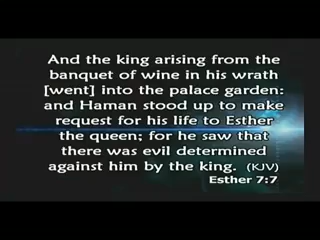 And the king arising from the
banquet of wine in his wrath
[went] into the palace garden:
and Haman stood up to make
request for his life to Esther
the queen; for he saw that
there was evil determined
against him by the king. (KJV)
Esther 7:7